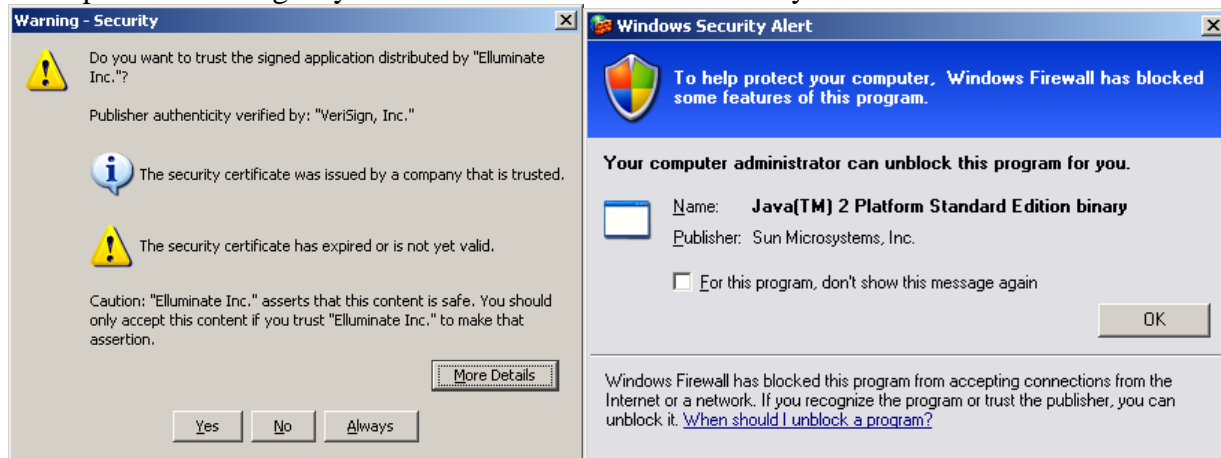 Warning - Security
Do you want to trust the signed application distributed by "Elluminate
Inc."?
Publisher authenticity verified by: "VeriSign, Inc."
The security certificate was issued by a company that is trusted.
The security certificate has expired or is not yet valid.
Caution: "Elluminate Inc." asserts that this content is safe. You should
only accept this content if you trust "Elluminate Inc." to make that
assertion.
More Details
Yes No Always
Windows Security Alert
To help protect your computer, Windows Firewall has blocked
some features of this program.
Your computer administrator can unblock this program for you.
Name: Java(TM) 2 Platform Standard Edition binary
Publisher: Sun Microsystems, Inc.
For this program, don't show this message again
OK
Windows Firewall has blocked this program from accepting connections from the
Internet or a network. If you recognize the program or trust the publisher, you can
unblock it. When should I unblock a program?